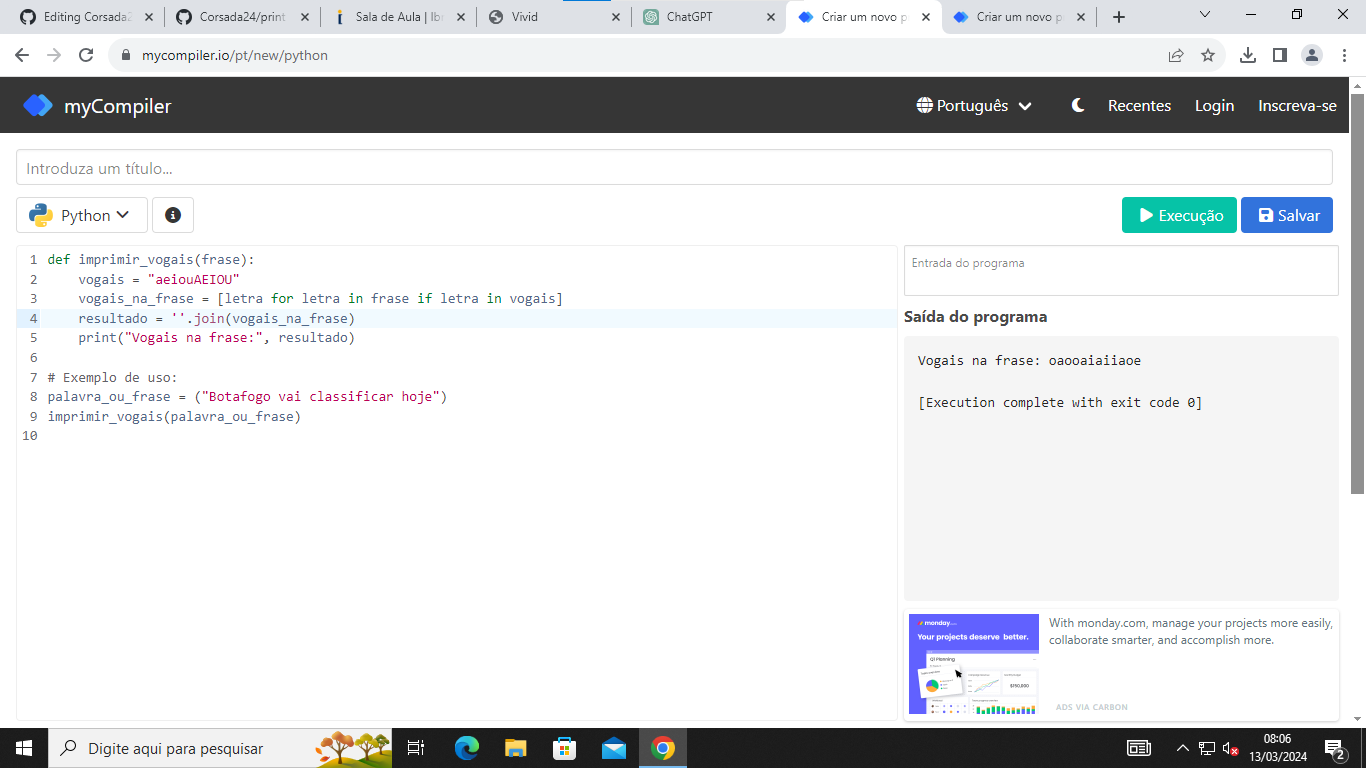 Editing Corsada2
Corsada24/print
Sala de Aula | Ibr
Vivid
ChatGPT
Criar um novo p
Criar um novo p
mycompiler.io/pt/new/python
myCompiler
Português
Recentes
Login
Inscreva-se
Introduza um título...
Python
Execução
Salvar
1 def imprimir_vogais(frase):
2 vogais = "aeiouAEIOU"
3 vogais_na_frase = [letra for letra in frase if letra in vogais]
4 resultado = ''.join(vogais_na_frase)
5 print("Vogais na frase:", resultado)
6
7 # Exemplo de uso:
8 palavra_ou_frase = ("Botafogo vai classificar hoje")
9 imprimir_vogais(palavra_ou_frase)
10
Entrada do programa
Saída do programa
Vogais na frase: oaooaiaiiaoe
[Execution complete with exit code 0]
monday.com
Your projects deserve better.
Q1 Planning
$150,000
With monday.com, manage your projects more easily,
collaborate smarter, and accomplish more.
ADS VIA CARBON
Digite aqui para pesquisar
08:06
13/03/2024
2